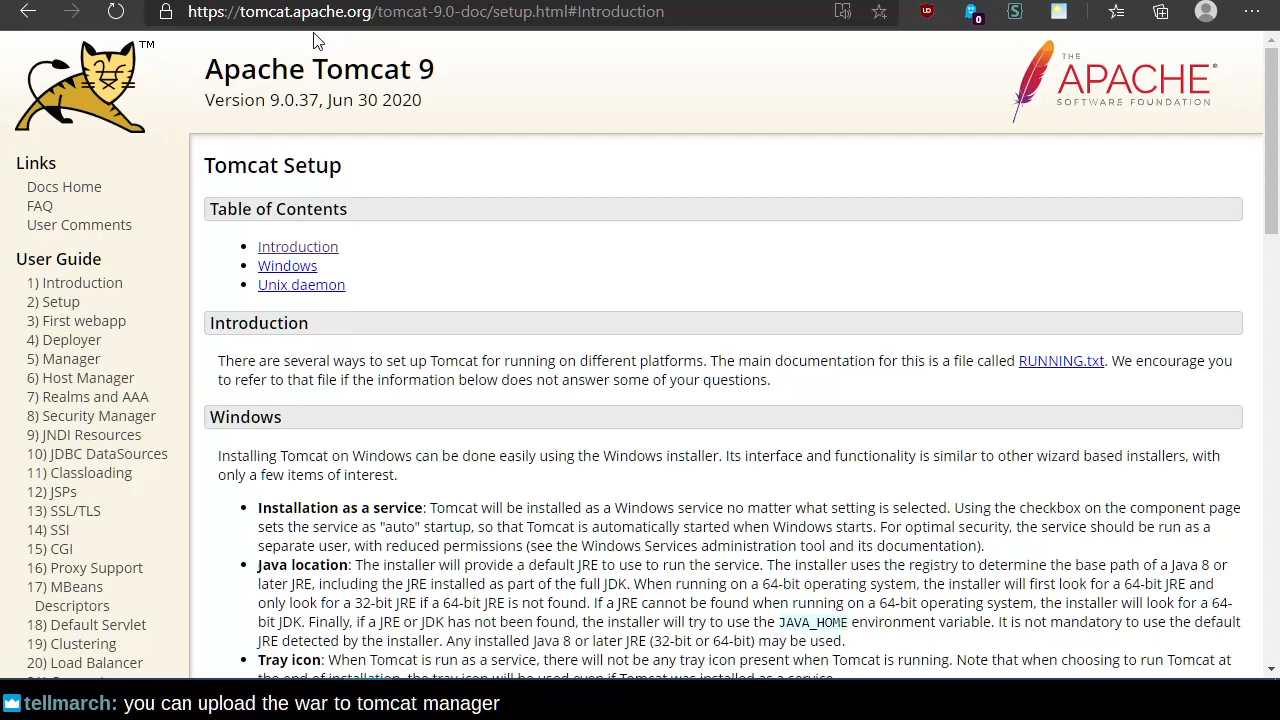 https://tomcat.apache.org/tomcat-9.0-doc/setup.html#Introduction
0
TM
Apache Tomcat 9
Version 9.0.37, Jun 30 2020
THE
APACHE
SOFTWARE FOUNDATION
Links
Docs Home
FAQ
User Comments
User Guide
1) Introduction
2) Setup
3) First webapp
4) Deployer
5) Manager
6) Host Manager
7) Realms and AAA
8) Security Manager
9) JNDI Resources
10) JDBC DataSources
11) Classloading
12) JSPs
13) SSL/TLS
14) SSI
15) CGI
16) Proxy Support
17) MBeans
Descriptors
18) Default Servlet
19) Clustering
20) Load Balancer
Tomcat Setup
Table of Contents
Introduction
Windows
Unix daemon
Introduction
There are several ways to set up Tomcat for running on different platforms. The main documentation for this is a file called RUNNING.txt. We encourage you
to refer to that file if the information below does not answer some of your questions.
Windows
Installing Tomcat on Windows can be done easily using the Windows installer. Its interface and functionality is similar to other wizard based installers, with
only a few items of interest.
Installation as a service: Tomcat will be installed as a Windows service no matter what setting is selected. Using the checkbox on the component page
sets the service as "auto" startup, so that Tomcat is automatically started when Windows starts. For optimal security, the service should be run as a
separate user, with reduced permissions (see the Windows Services administration tool and its documentation).
Java location: The installer will provide a default JRE to use to run the service. The installer uses the registry to determine the base path of a Java 8 or
later JRE, including the JRE installed as part of the full JDK. When running on a 64-bit operating system, the installer will first look for a 64-bit JRE and
only look for a 32-bit JRE if a 64-bit JRE is not found. If a JRE cannot be found when running on a 64-bit operating system, the installer will look for a 64-
bit JDK. Finally, if a JRE or JDK has not been found, the installer will try to use the JAVA_HOME environment variable. It is not mandatory to use the default
JRE detected by the installer. Any installed Java 8 or later JRE (32-bit or 64-bit) may be used.
Tray icon: When Tomcat is run as a service, there will not be any tray icon present when Tomcat is running. Note that when choosing to run Tomcat at
the end of installation, the tray icon will be used even if Tomcat was installed as a service.
tellmarch: you can upload the war to tomcat manager